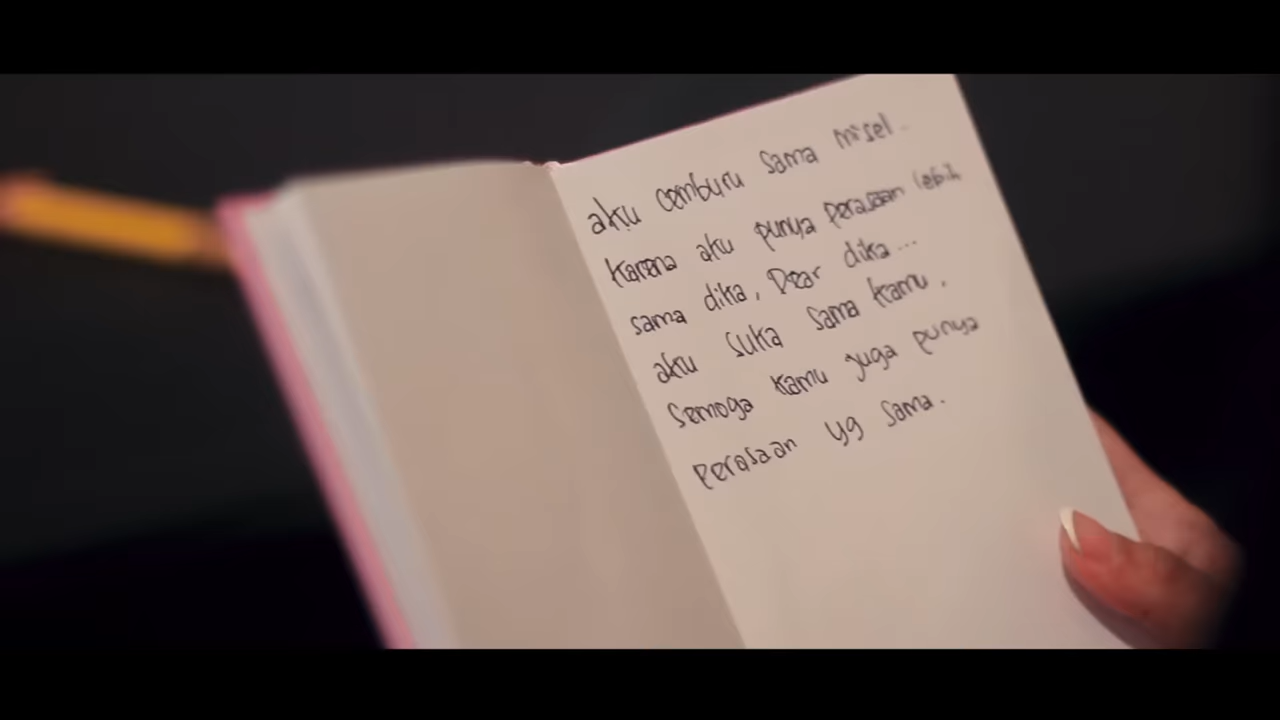 aku cemburu sama misel..
karena aku punya perasaan lebih
sama dika, Dear dika...
aku suka sama kamu.
Semoga kamu juga punya
perasaan yg sama.